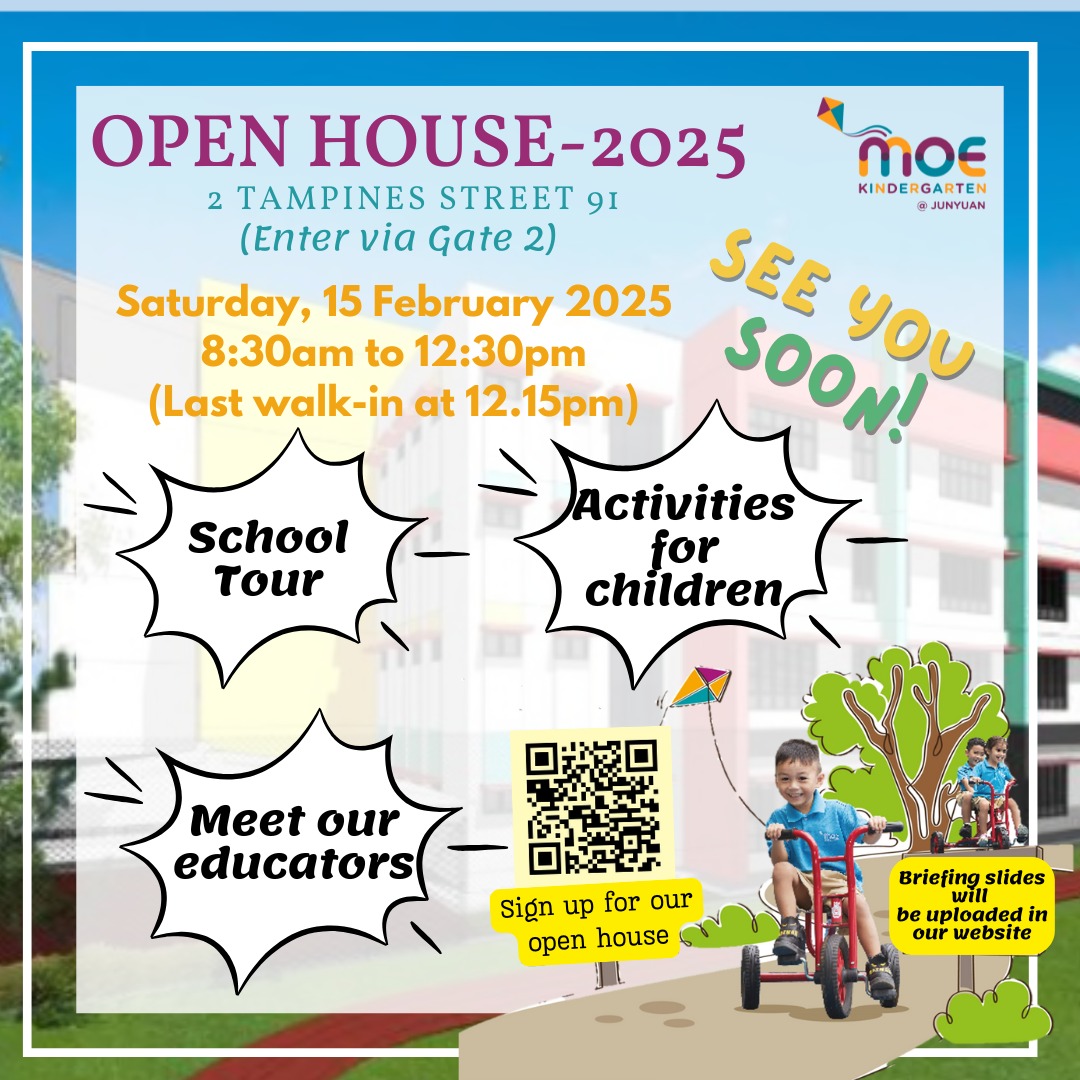 OPEN HOUSE-2025
2 TAMPINES STREET 91
(Enter via Gate 2)
Saturday, 15 February 2025
8:30am to 12:30pm
(Last walk-in at 12.15pm)
moe
KINDERGARTEN
@ JUNYUAN
SEE YOU
SOON!
School
Tour
Activities
for
children
Meet our
educators
Sign up for our
open house
Briefing slides
will
be uploaded in
our website